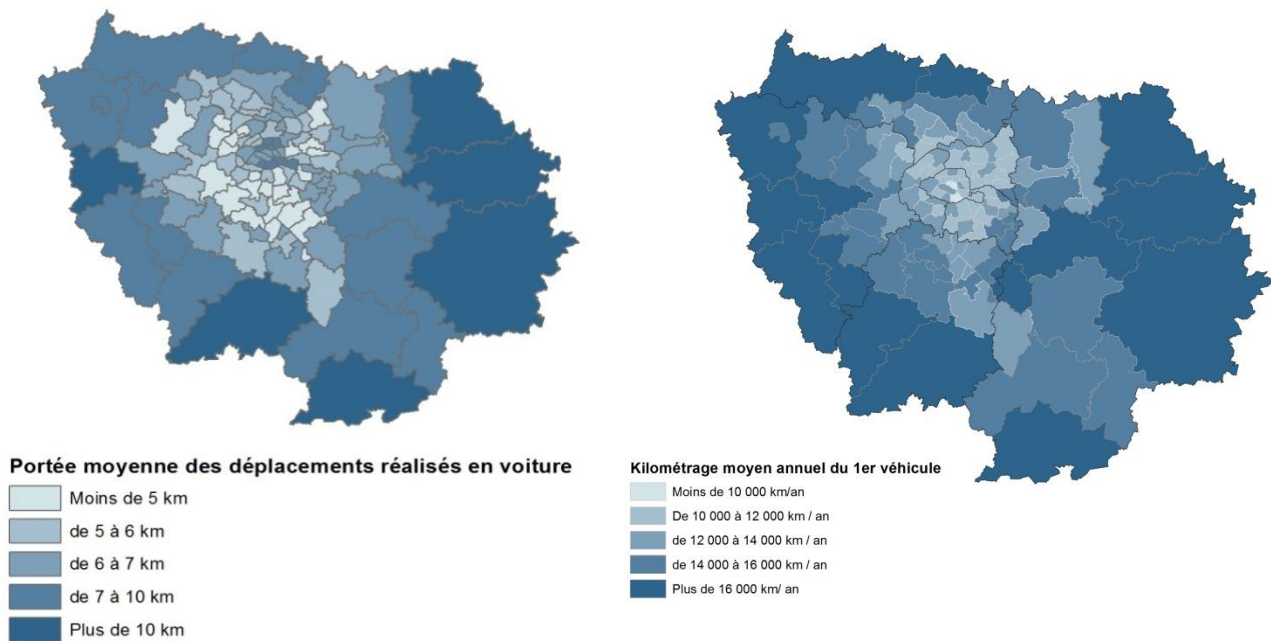 Portée moyenne des déplacements réalisés en voiture
Moins de 5 km
de 5 à 6 km
de 6 à 7 km
de 7 à 10 km
Plus de 10 km
Kilométrage moyen annuel du 1er véhicule
Moins de 10 000 km/an
De 10 000 à 12 000 km / an
de 12 000 à 14 000 km / an
de 14 000 à 16 000 km / an
Plus de 16 000 km/ an